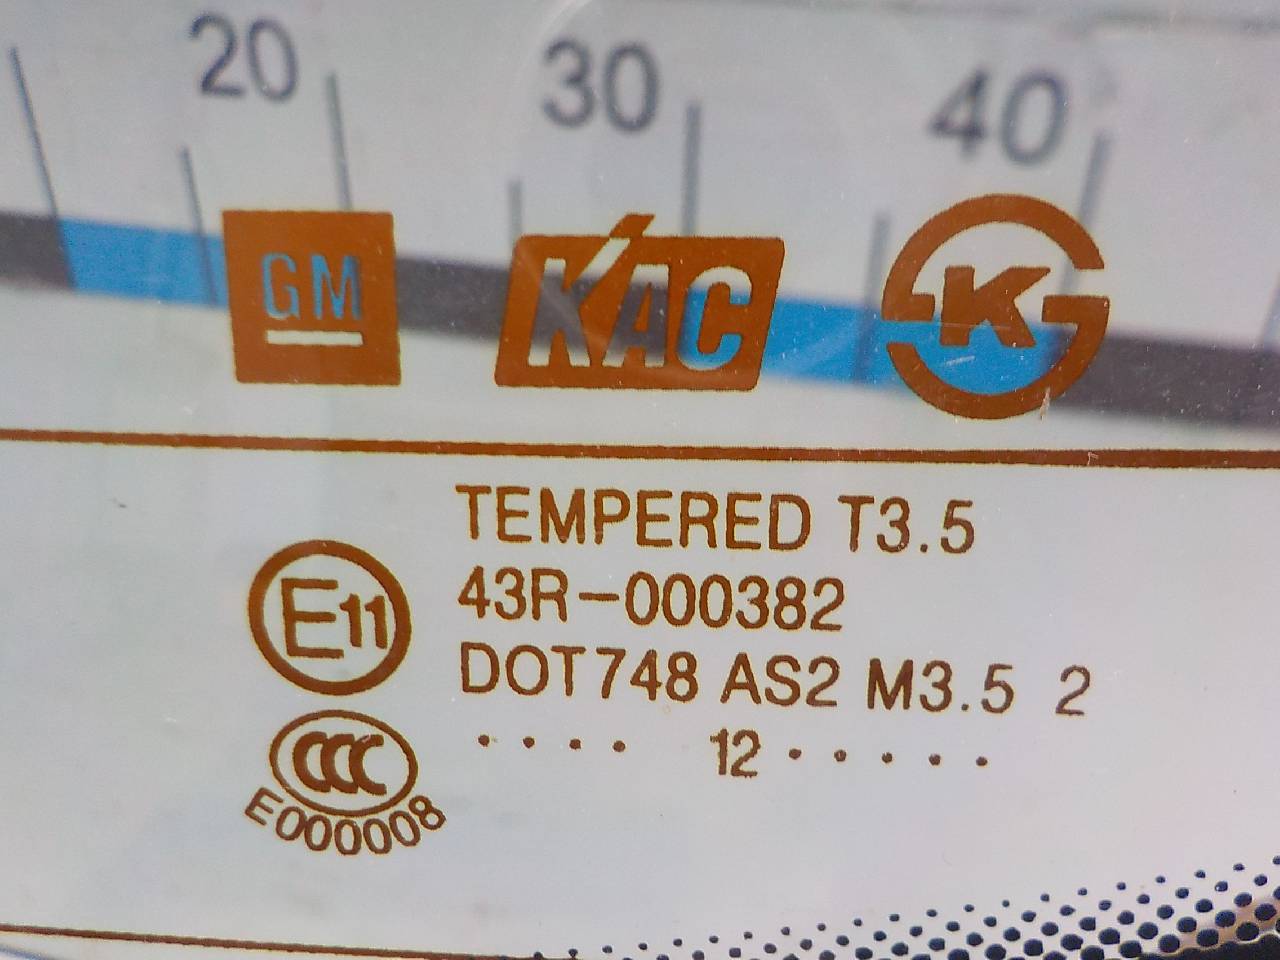 20 30 40
GM KAC K
TEMPERED T3.5
E11 43R-000382
DOT748 AS2 M3.5 2
CCC .... 12 .....
E000008